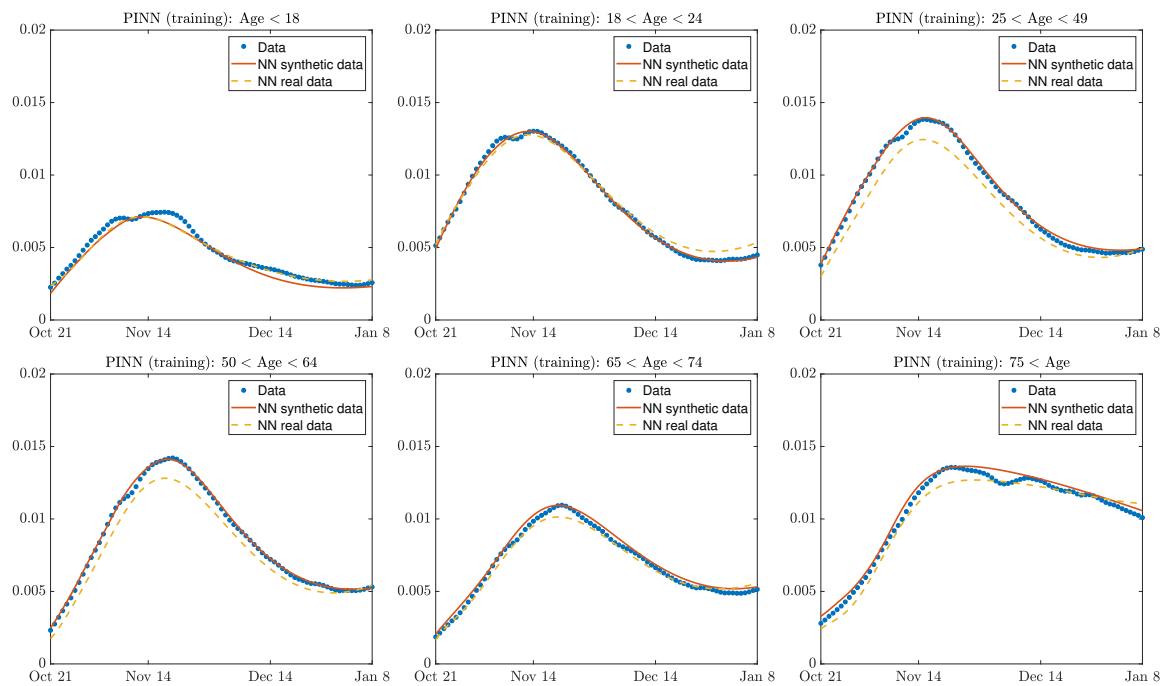 PINN (training): Age < 18
0.02
0.015
0.01
0.005
0
Oct 21
Nov 14
Dec 14
Jan 8
Data
NN synthetic data
NN real data
PINN (training): 18 < Age < 24
0.02
0.015
0.01
0.005
0
Oct 21
Nov 14
Dec 14
Jan 8
Data
NN synthetic data
NN real data
PINN (training): 25 < Age < 49
0.02
0.015
0.01
0.005
0
Oct 21
Nov 14
Dec 14
Jan 8
Data
NN synthetic data
NN real data
PINN (training): 50 < Age < 64
0.02
0.015
0.01
0.005
0
Oct 21
Nov 14
Dec 14
Jan 8
Data
NN synthetic data
NN real data
PINN (training): 65 < Age < 74
0.02
0.015
0.01
0.005
0
Oct 21
Nov 14
Dec 14
Jan 8
Data
NN synthetic data
NN real data
PINN (training): 75 < Age
0.02
0.015
0.01
0.005
0
Oct 21
Nov 14
Dec 14
Jan 8
Data
NN synthetic data
NN real data